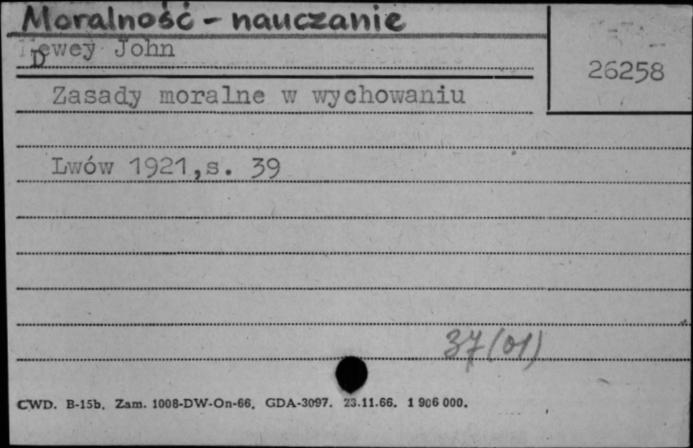 Moralność - nauczanie
Dewey John
26258
Zasady moralne w wychowaniu
Lwów 1921,s. 39
37(01)
CWD. B-15b. Zam. 1008-DW-On-66. GDA-3097. 23.11.66. 1 906 000.